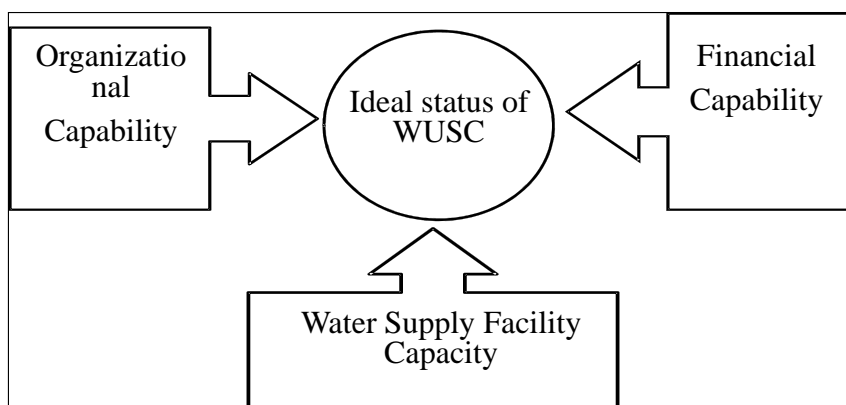 Organizatio
nal
Capability
Ideal status of
WUSC
Financial
Capability
Water Supply Facility
Capacity